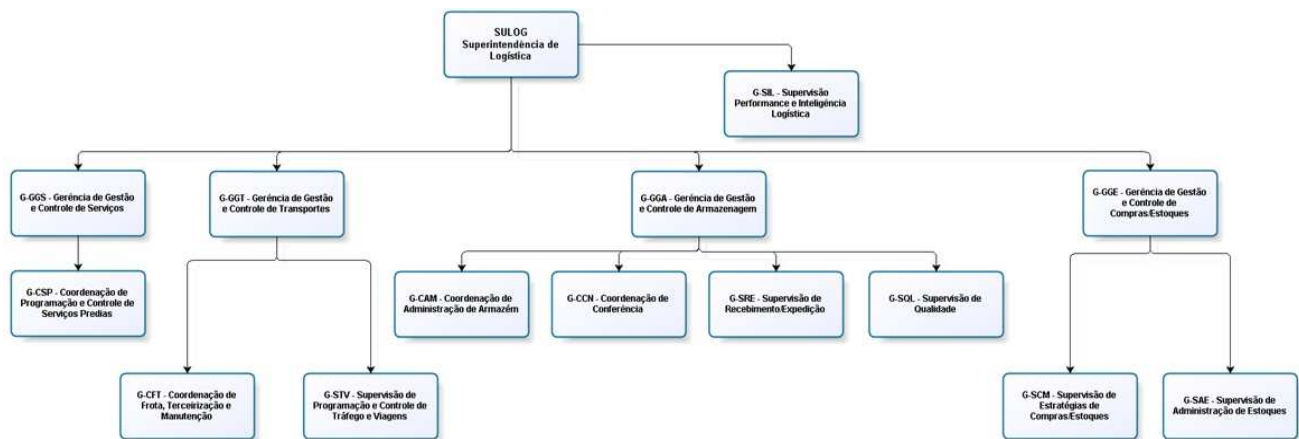 SULOG
Superintendência de
Logística
G-SIL - Supervisão
Performance e Inteligência
Logística
G-GGS - Gerência de Gestão
e Controle de Serviços
G-GGT - Gerência de Gestão
e Controle de Transportes
G-GGA - Gerência de Gestão
e Controle de Armazenagem
G-GGE - Gerência de Gestão
e Controle de
Compras/Estoques
G-CSP - Coordenação de
Programação e Controle de
Serviços Predias
G-CAM - Coordenação de
Administração de Armazém
G-CCN - Coordenação de
Conferência
G-SRE - Supervisão de
Recebimento/Expedição
G-SQL - Supervisão de
Qualidade
G-CFT - Coordenação de
Frota, Terceirização e
Manutenção
G-STV - Supervisão de
Programação e Controle de
Tráfego e Viagens
G-SCM - Supervisão de
Estratégias de
Compras/Estoques
G-SAE - Supervisão de
Administração de Estoques